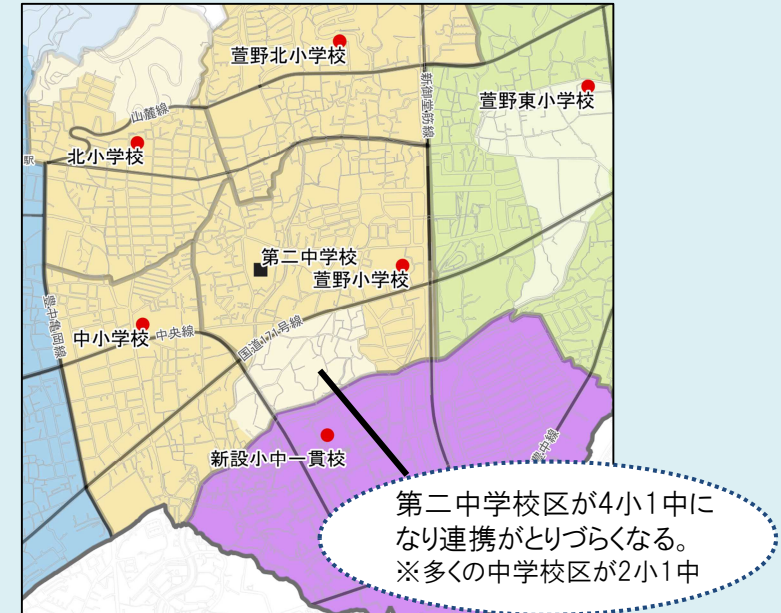 萱野北小学校
新御堂筋線
萱野東小学校
山麓線
駅
北小学校
第二中学校
萱野小学校
豊中亀岡線
中小学校
中央線
国道171号線
新設小中一貫校
豊中線
第二中学校区が4小1中に
なり連携がとりづらくなる。
※多くの中学校区が2小1中